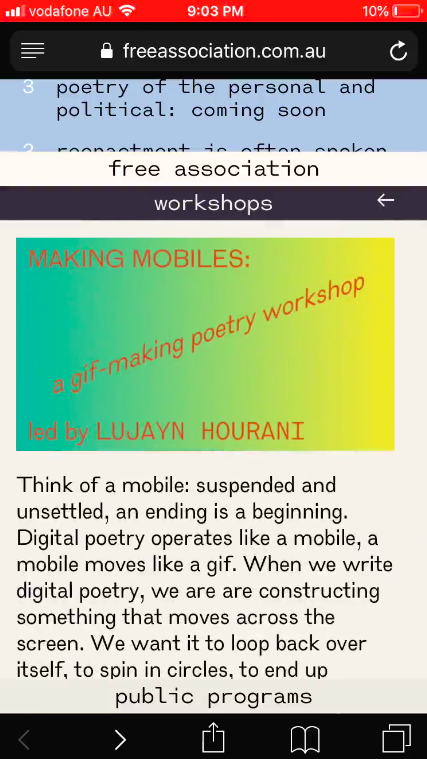 vodafone AU 9:03 PM 10%
freeassociation.com.au
3 poetry of the personal and
political: coming soon
2 reenactment is often spoken
free association
workshops ←
MAKING MOBILES:
a gif-making poetry workshop
led by LUJAYN HOURANI
Think of a mobile: suspended and
unsettled, an ending is a beginning.
Digital poetry operates like a mobile, a
mobile moves like a gif. When we write
digital poetry, we are are constructing
something that moves across the
screen. We want it to loop back over
itself, to spin in circles, to end up
public programs